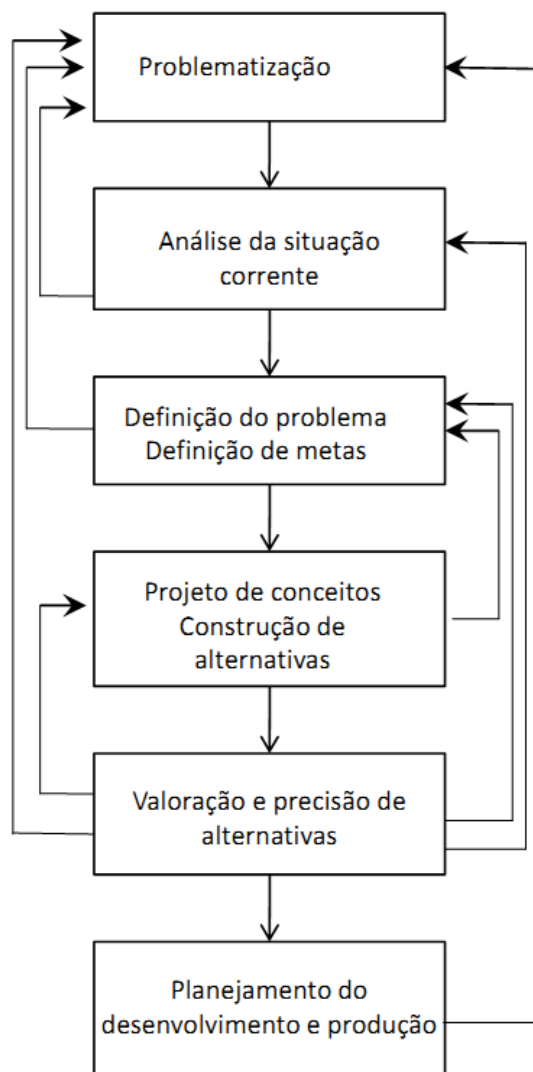 Problematização
Análise da situação
corrente
Definição do problema
Definição de metas
Projeto de conceitos
Construção de
alternativas
Valoração e precisão de
alternativas
Planejamento do
desenvolvimento e produção